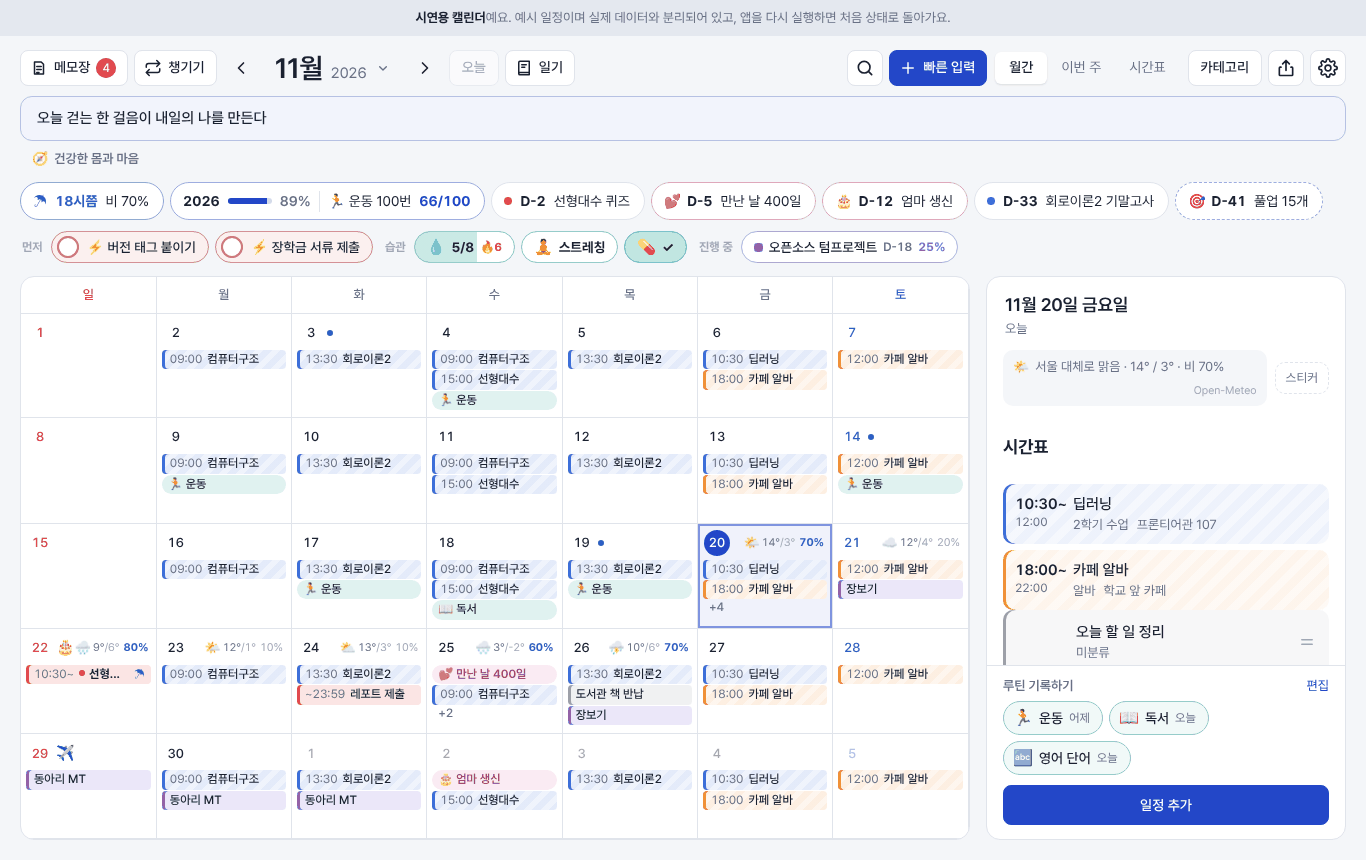 시연용 캘린더예요. 예시 일정이며 실제 데이터와 분리되어 있고, 앱을 다시 실행하면 처음 상태로 돌아가요.
메모장 4 챙기기 11월 2026 오늘 일기 빠른 입력 월간 이번 주 시간표 카테고리
오늘 걷는 한 걸음이 내일의 나를 만든다
건강한 몸과 마음
18시쯤 비 70% 2026 89% 운동 100번 66/100 D-2 선형대수 퀴즈 D-5 만난 날 400일 D-12 엄마 생신 D-33 회로이론2 기말고사 D-41 풀업 15개
먼저 버전 태그 붙이기 장학금 서류 제출 습관 5/8 6 스트레칭 진행 중 오픈소스 텀프로젝트 D-18 25%
일 월 화 수 목 금 토
1 2 3 4 5 6 7
09:00 컴퓨터구조 13:30 회로이론2 09:00 컴퓨터구조 13:30 회로이론2 10:30 딥러닝 12:00 카페 알바
15:00 선형대수 18:00 카페 알바
운동
8 9 10 11 12 13 14
09:00 컴퓨터구조 13:30 회로이론2 09:00 컴퓨터구조 13:30 회로이론2 10:30 딥러닝 12:00 카페 알바
운동 15:00 선형대수 18:00 카페 알바 운동
15 16 17 18 19 20 14°/3° 70% 21 12°/4° 20%
09:00 컴퓨터구조 13:30 회로이론2 09:00 컴퓨터구조 13:30 회로이론2 10:30 딥러닝 12:00 카페 알바
운동 15:00 선형대수 운동 18:00 카페 알바 장보기
독서 +4
22 9°/6° 80% 23 12°/1° 10% 24 13°/3° 10% 25 3°/-2° 60% 26 10°/6° 70% 27 28
10:30~ 선형... 09:00 컴퓨터구조 13:30 회로이론2 만난 날 400일 13:30 회로이론2 10:30 딥러닝 12:00 카페 알바
~23:59 레포트 제출 09:00 컴퓨터구조 도서관 책 반납 18:00 카페 알바
+2 장보기
29 30 1 2 3 4 5
동아리 MT 09:00 컴퓨터구조 13:30 회로이론2 엄마 생신 13:30 회로이론2 10:30 딥러닝 12:00 카페 알바
동아리 MT 동아리 MT 15:00 선형대수 18:00 카페 알바
11월 20일 금요일
오늘
서울 대체로 맑음 · 14° / 3° · 비 70%
Open-Meteo
스티커
시간표
10:30~ 딥러닝
12:00 2학기 수업 프론티어관 107
18:00~ 카페 알바
22:00 알바 학교 앞 카페
오늘 할 일 정리
미분류
루틴 기록하기 편집
운동 어제 독서 오늘
abc 영어 단어 오늘
일정 추가